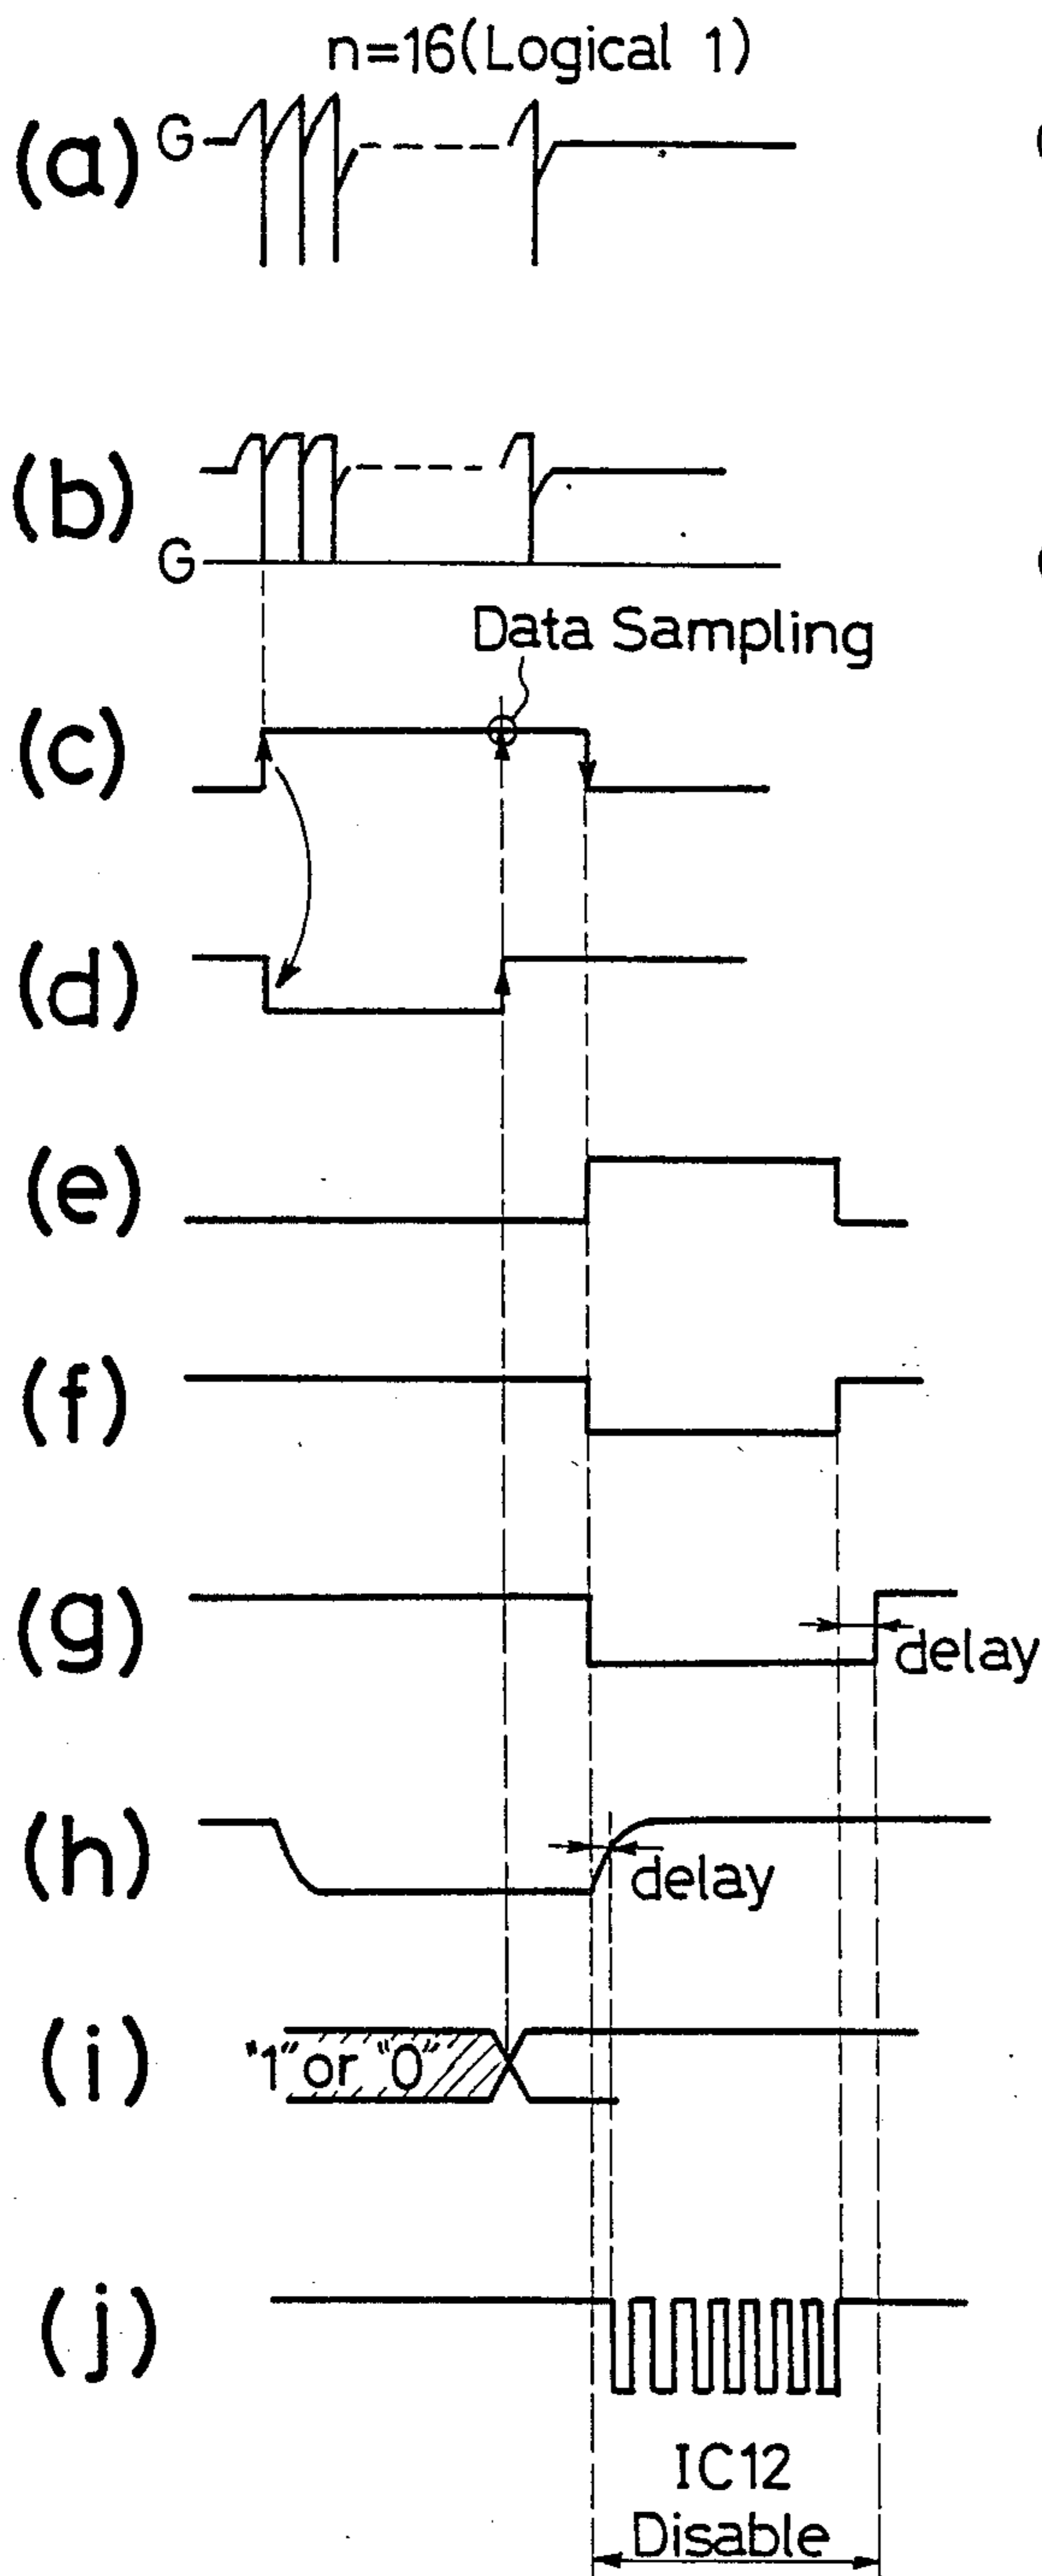 n=16(Logical 1)
(a) G
(b)
G
Data Sampling
(c)
(d)
(e)
(f)
(g) delay
(h) delay
(i) "1" or "0"
(j)
IC12
Disable